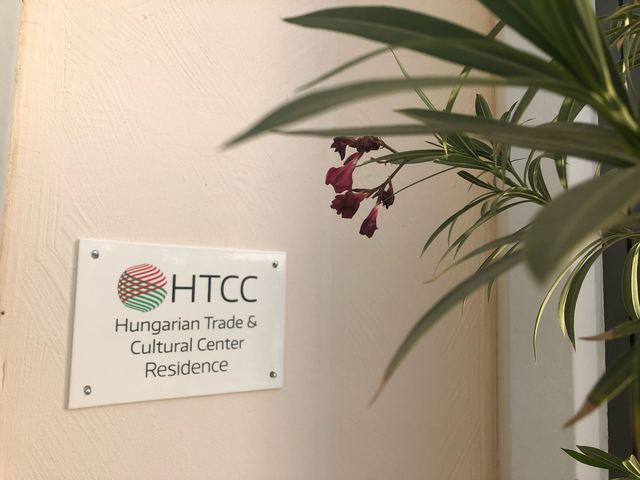 HTCC
Hungarian Trade &
Cultural Center
Residence